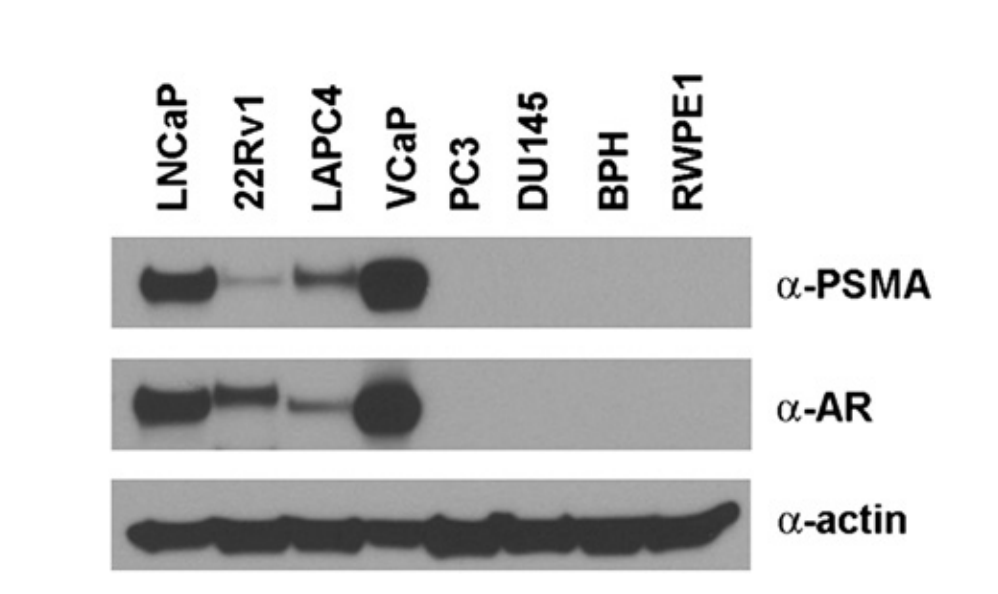 LNCaP
22Rv1
LAPC4
VCaP
PC3
DU145
BPH
RWPE1
α-PSMA
α-AR
α-actin